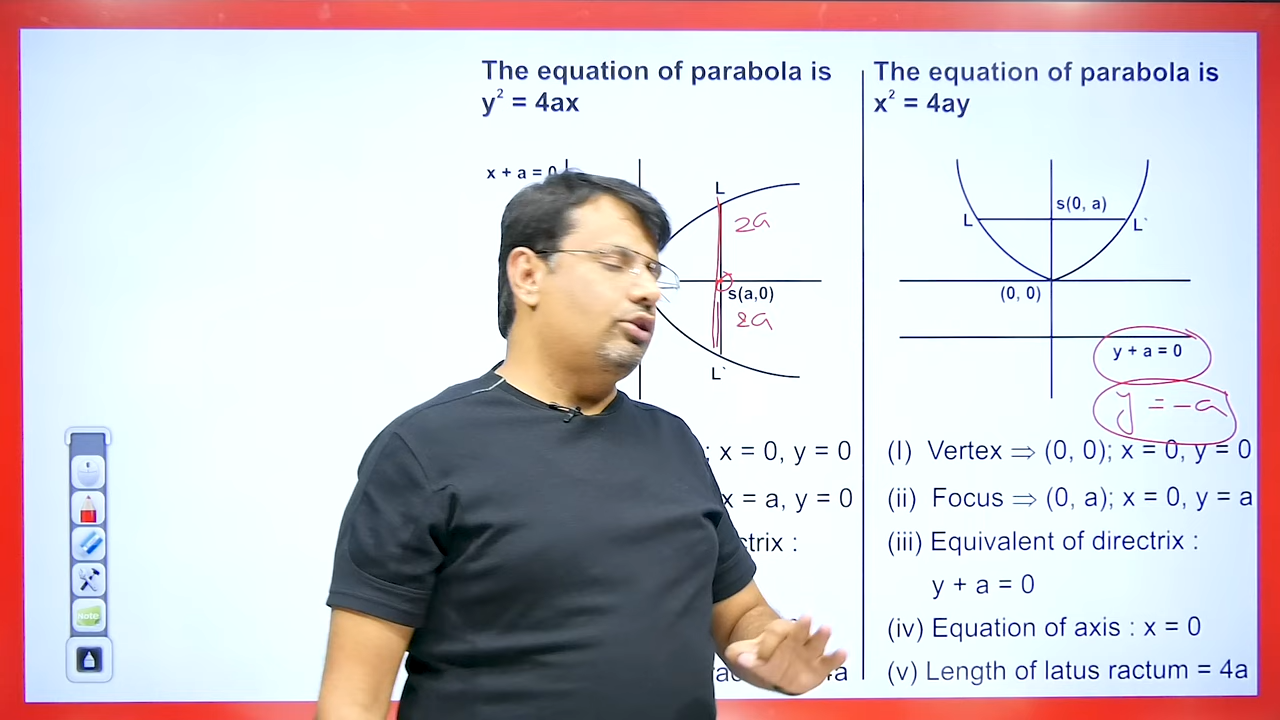 The equation of parabola is
y² = 4ax
x + a = 0
L
2a
s(a,0)
2a
L`
; x = 0, y = 0
x = a, y = 0
ctrix :
4a
The equation of parabola is
x² = 4ay
s(0, a)
L
L`
(0, 0)
y + a = 0
y = -a
(I) Vertex ⇒ (0, 0); x = 0, y = 0
(ii) Focus ⇒ (0, a); x = 0, y = a
(iii) Equivalent of directrix :
y + a = 0
(iv) Equation of axis : x = 0
(v) Length of latus ractum = 4a
Note